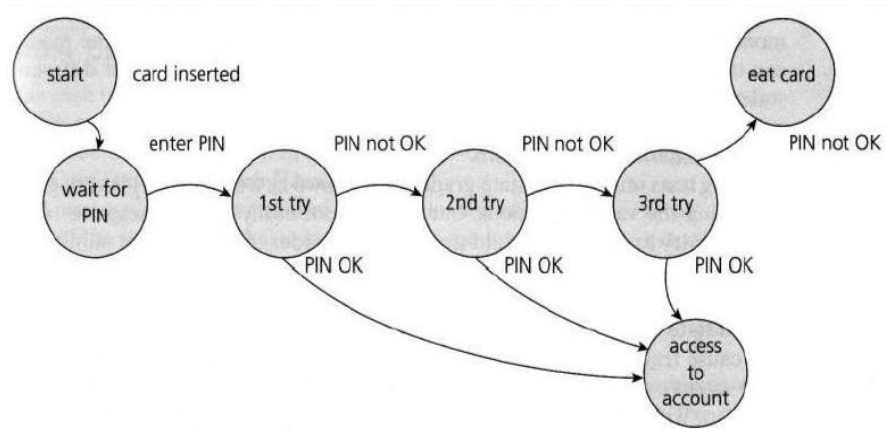 start
card inserted
eat card
enter PIN
PIN not OK
PIN not OK
PIN not OK
wait for
PIN
1st try
2nd try
3rd try
PIN OK
PIN OK
PIN OK
access
to
account